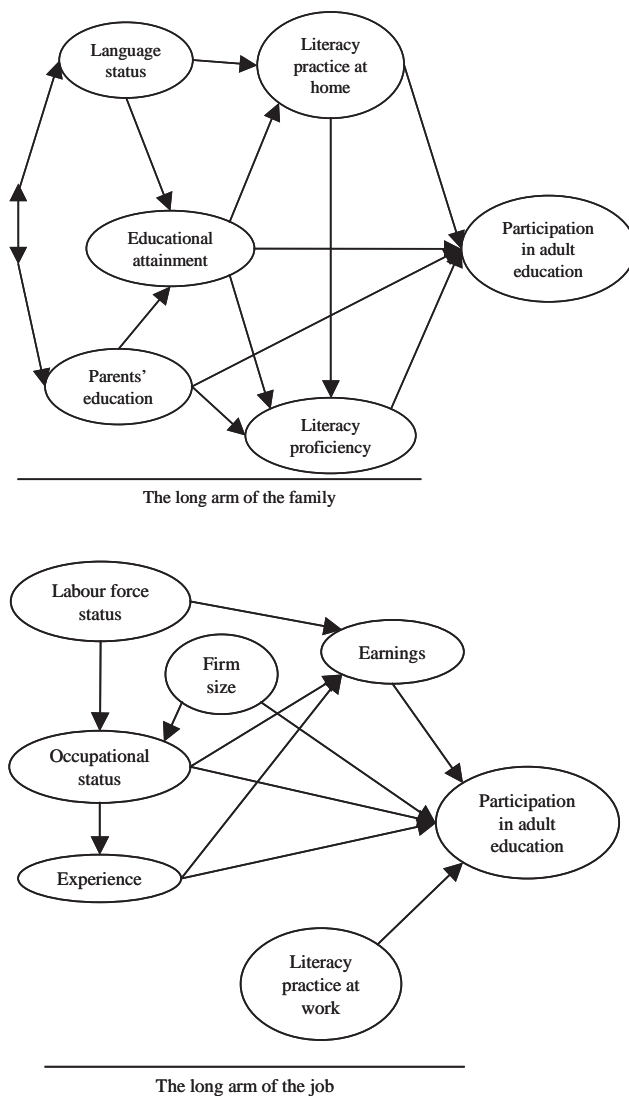 Language
status
Literacy
practice at
home
Educational
attainment
Participation
in adult
education
Parents’
education
Literacy
proficiency
The long arm of the family
Labour force
status
Firm
size
Earnings
Occupational
status
Participation
in adult
education
Experience
Literacy
practice at
work
The long arm of the job